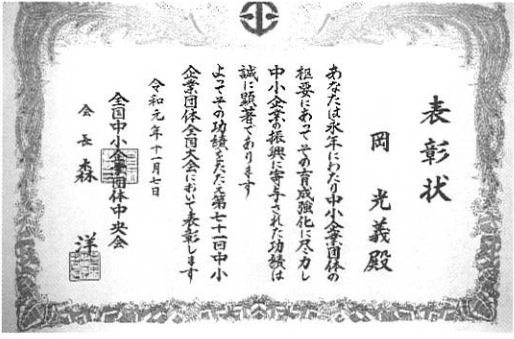 表彰状
岡 光義殿
あなたは永年にわたり中小企業団体の
枢要にあってその育成強化に尽力し
中小企業の振興に寄与された功績は
誠に顕著であります
よってその功績をたたえ第七十一回中小
企業団体全国大会において表彰します
令和元年十一月七日
全国中小企業団体中央会
会長 森 洋